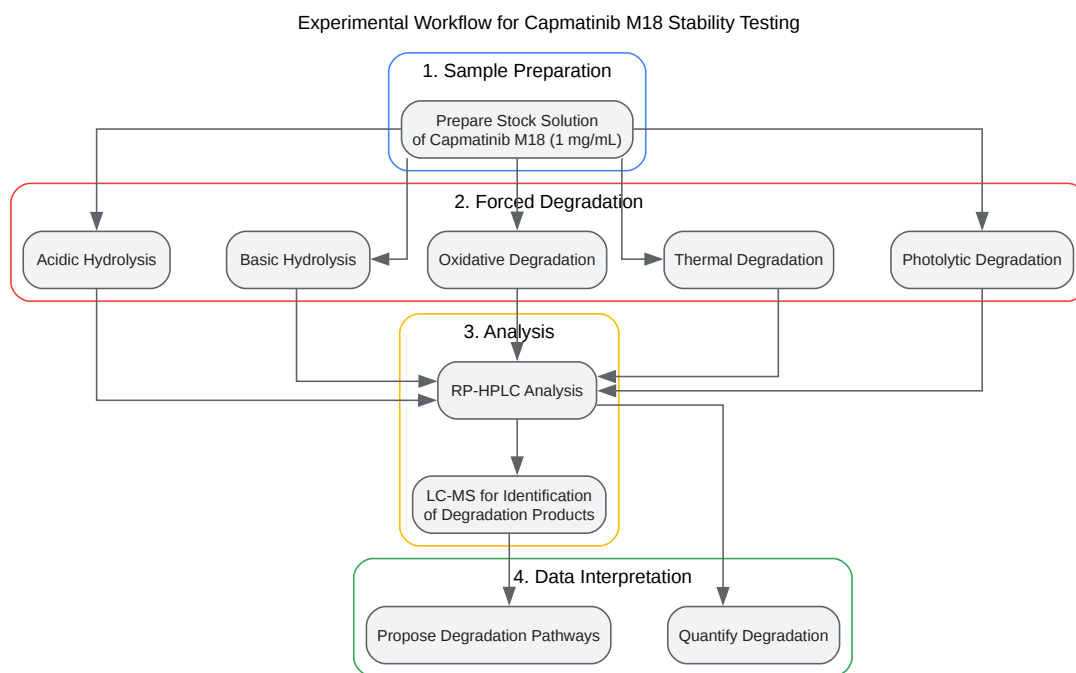 Experimental Workflow for Capmatinib M18 Stability Testing
1. Sample Preparation
Prepare Stock Solution
of Capmatinib M18 (1 mg/mL)
2. Forced Degradation
Acidic Hydrolysis
Basic Hydrolysis
Oxidative Degradation
Thermal Degradation
Photolytic Degradation
3. Analysis
RP-HPLC Analysis
LC-MS for Identification
of Degradation Products
4. Data Interpretation
Propose Degradation Pathways
Quantify Degradation